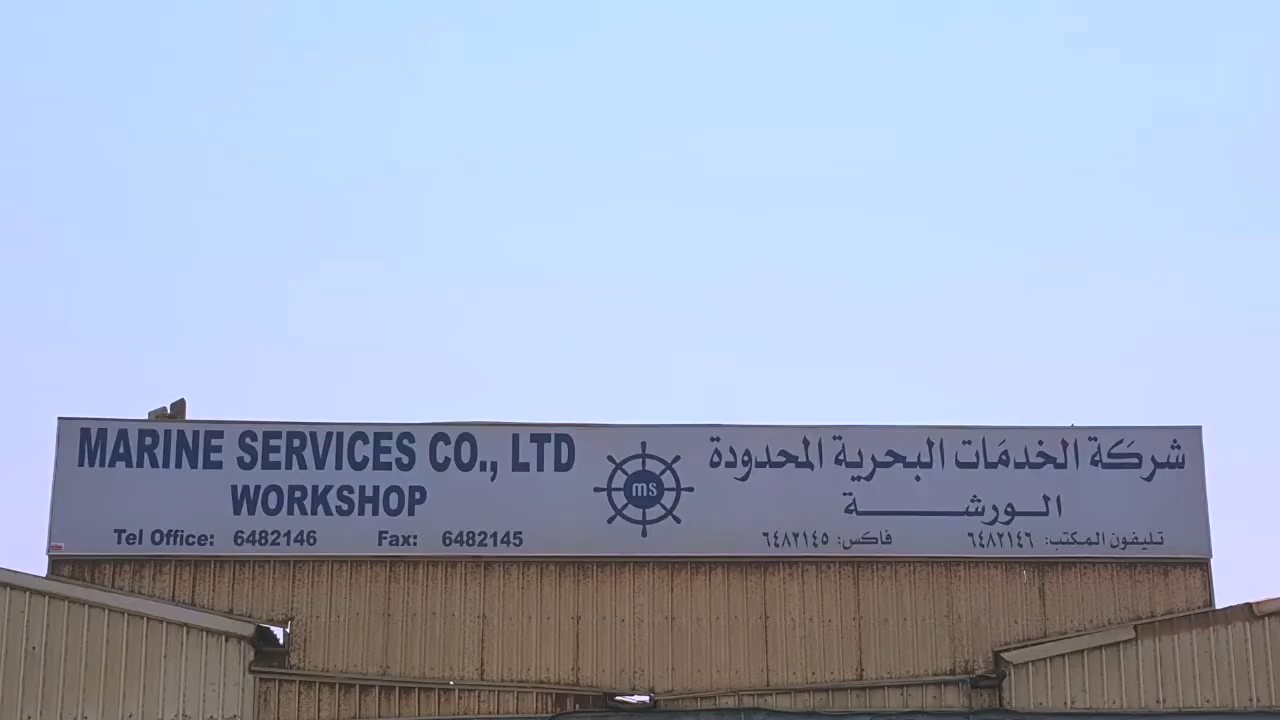 MARINE SERVICES CO., LTD
WORKSHOP
Tel Office: 6482146 Fax: 6482145
ms
شركة الخدمات البحرية المحدودة
الورشة
تليفون المكتب: ٦٤٨٢١٤٦ فاكس: ٦٤٨٢١٤٥